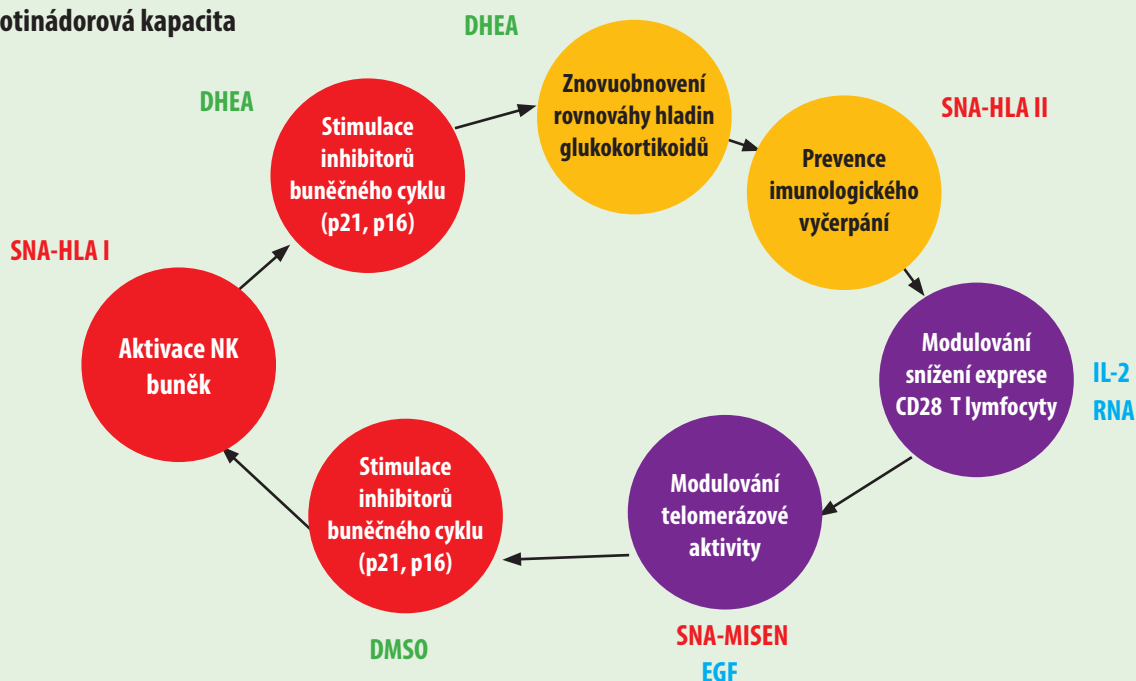 otinádorová kapacita
DHEA
Znovuobnovení
rovnováhy hladin
glukokortikoidů
DHEA
Stimulace
inhibitorů
buněčného cyklu
(p21, p16)
SNA-HLA II
Prevence
imunologického
vyčerpání
SNA-HLA I
Aktivace NK
buněk
Modulování
snížení exprese
CD28 T lymfocyty
IL-2
RNA
Modulování
telomerázové
aktivity
SNA-MISEN
EGF
Stimulace
inhibitorů
buněčného cyklu
(p21, p16)
DMSO